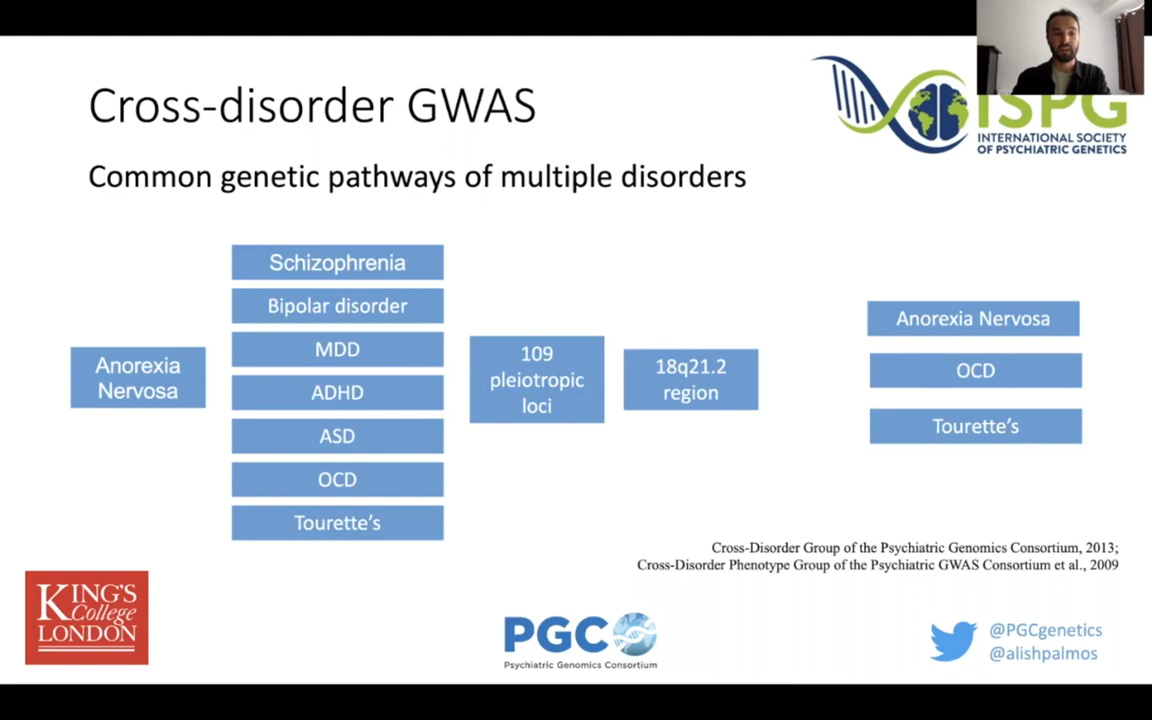 Cross-disorder GWAS
ISPG
INTERNATIONAL SOCIETY
OF PSYCHIATRIC GENETICS
Common genetic pathways of multiple disorders
Anorexia
Nervosa
Schizophrenia
Bipolar disorder
MDD
ADHD
ASD
OCD
Tourette’s
109
pleiotropic
loci
18q21.2
region
Anorexia Nervosa
OCD
Tourette’s
Cross-Disorder Group of the Psychiatric Genomics Consortium, 2013;
Cross-Disorder Phenotype Group of the Psychiatric GWAS Consortium et al., 2009
KING'S
College
LONDON
PGC
Psychiatric Genomics Consortium
@PGCgenetics
@alishpalmos